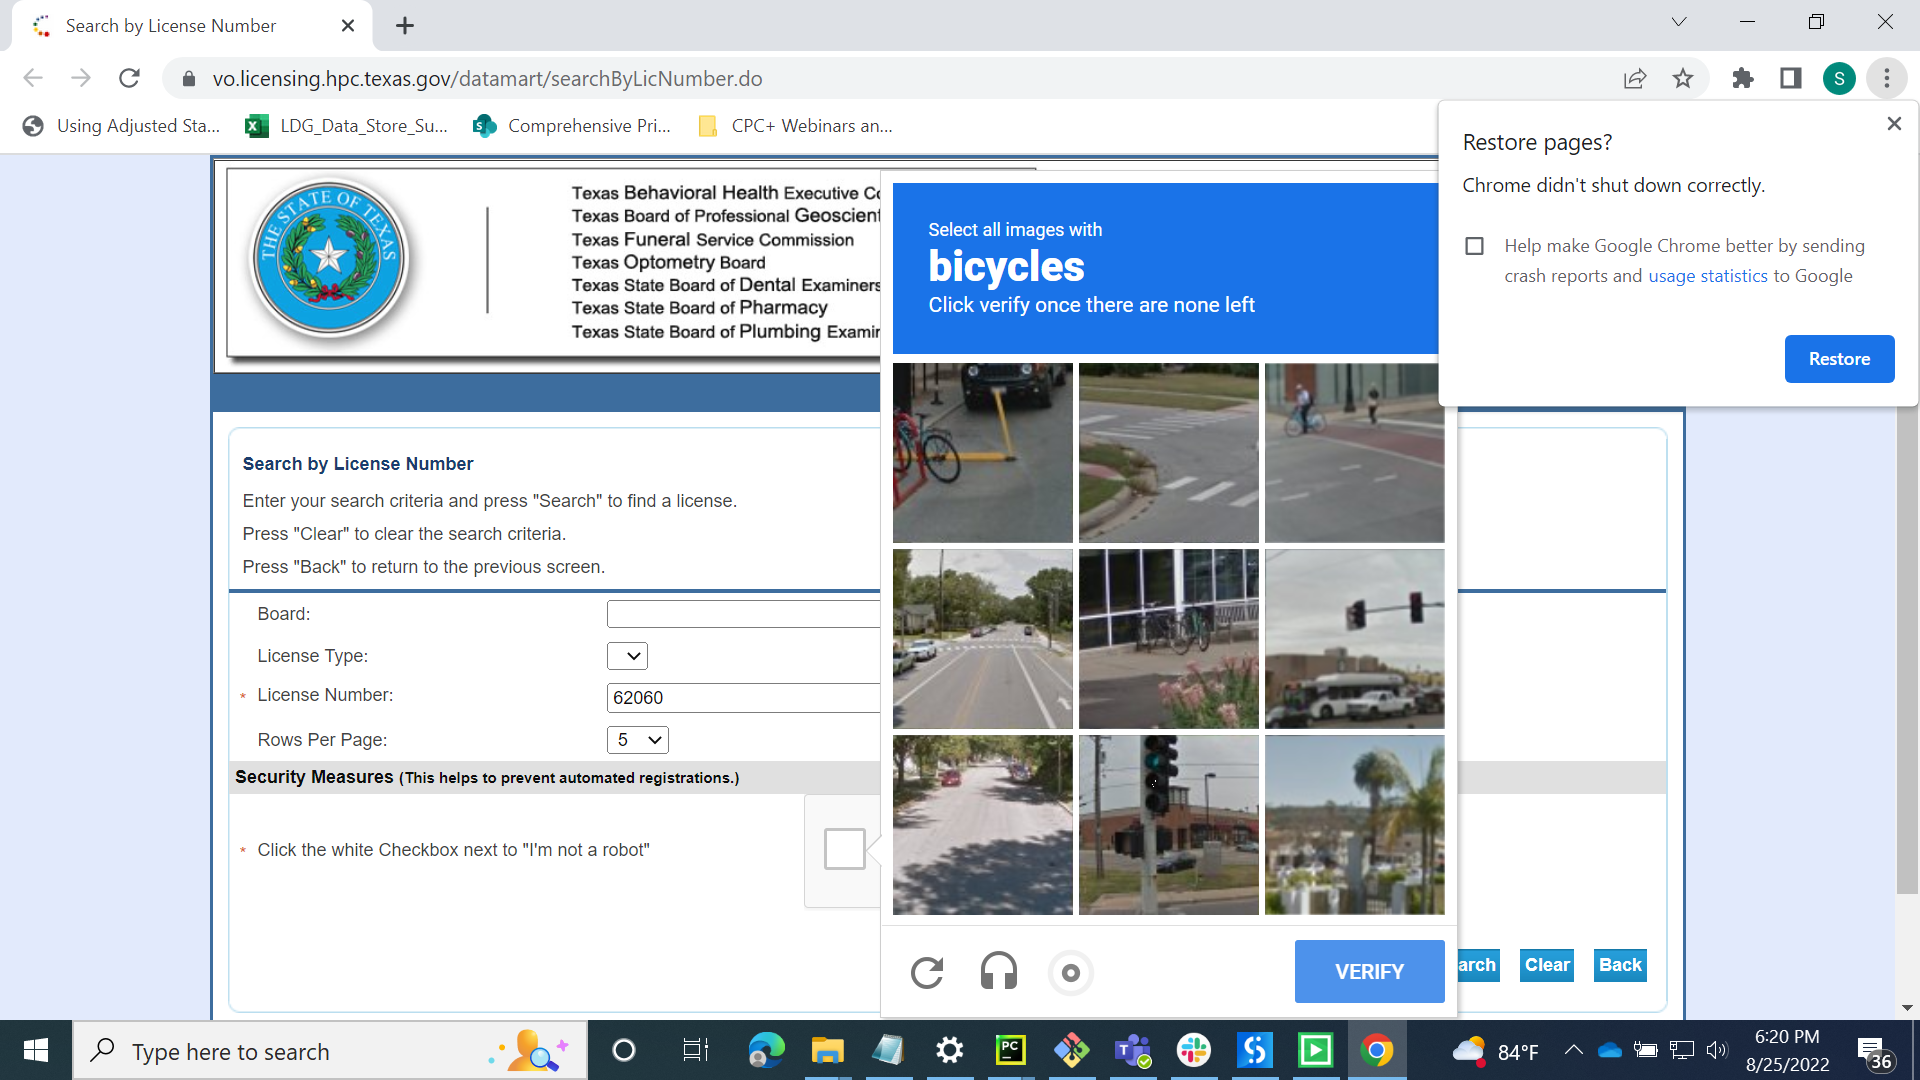 Search by License Number
vo.licensing.hpc.texas.gov/datamart/searchByLicNumber.do
S
Using Adjusted Sta...
LDG_Data_Store_Su...
Comprehensive Pri...
CPC+ Webinars an...
Restore pages?
Chrome didn't shut down correctly.
Help make Google Chrome better by sending
crash reports and usage statistics to Google
Restore
THE STATE OF TEXAS
Texas Behavioral Health Executive
Texas Board of Professional
Texas Funeral Service Commission
Texas Optometry Board
Texas State Board of Dental Examiners
Texas State Board of Pharmacy
Texas State Board of Plumbing
Select all images with
bicycles
Click verify once there are none left
Search by License Number
Enter your search criteria and press "Search" to find a license.
Press "Clear" to clear the search criteria.
Press "Back" to return to the previous screen.
Board:
License Type:
* License Number:
62060
Rows Per Page:
5
Security Measures (This helps to prevent automated registrations.)
* Click the white Checkbox next to "I'm not a robot"
VERIFY
arch
Clear
Back
Type here to search
PC
84°F
6:20 PM
8/25/2022
36